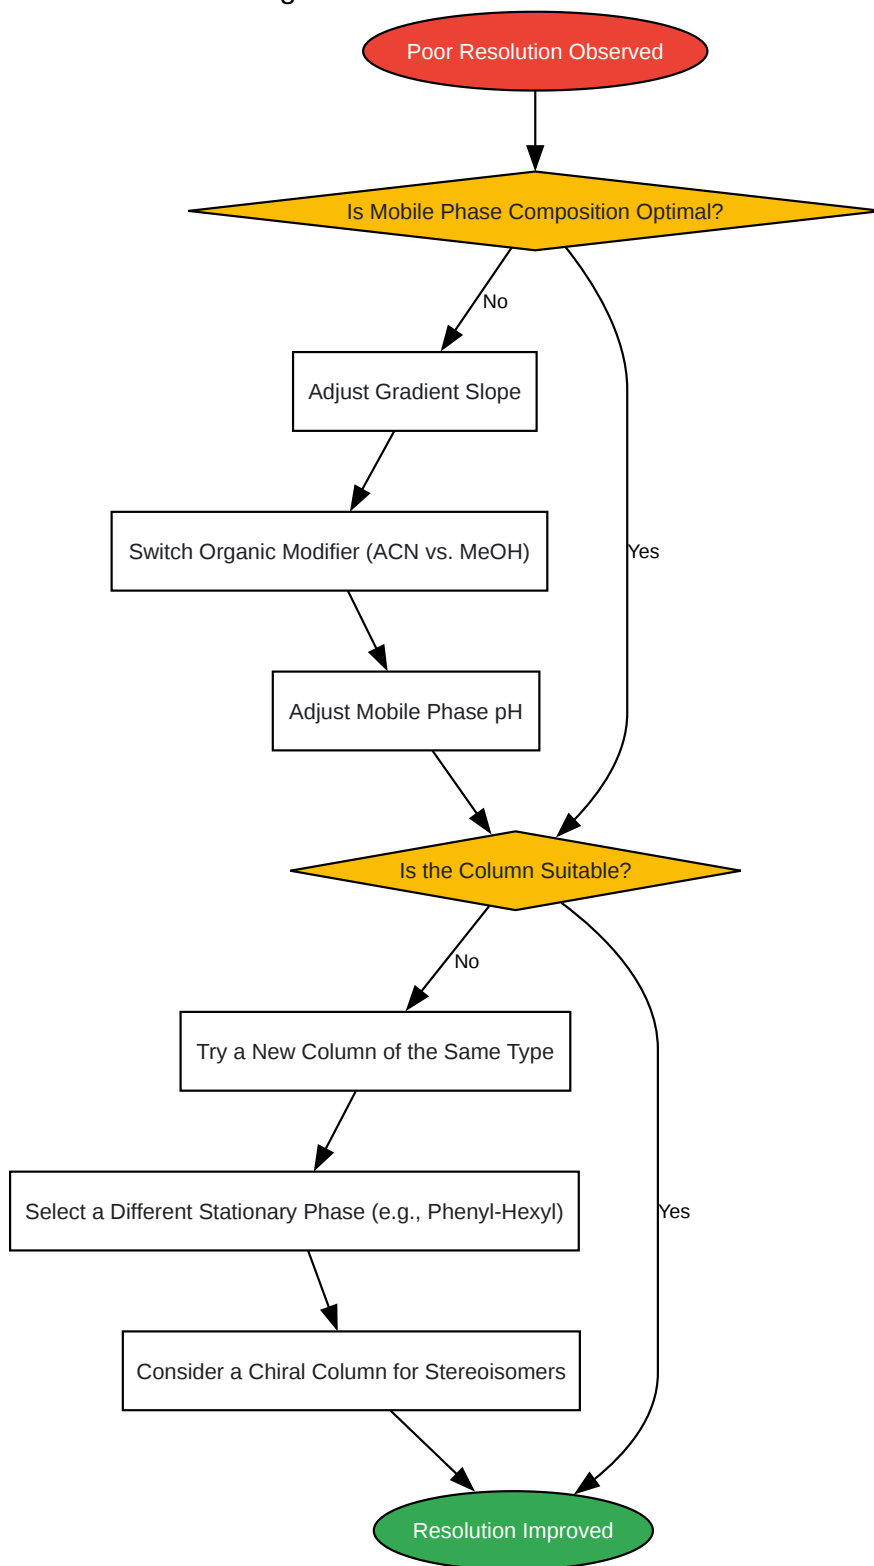 Poor Resolution Observed
Is Mobile Phase Composition Optimal?
No
Adjust Gradient Slope
Switch Organic Modifier (ACN vs. MeOH)
Yes
Adjust Mobile Phase pH
Is the Column Suitable?
No
Try a New Column of the Same Type
Select a Different Stationary Phase (e.g., Phenyl-Hexyl)
Yes
Consider a Chiral Column for Stereoisomers
Resolution Improved